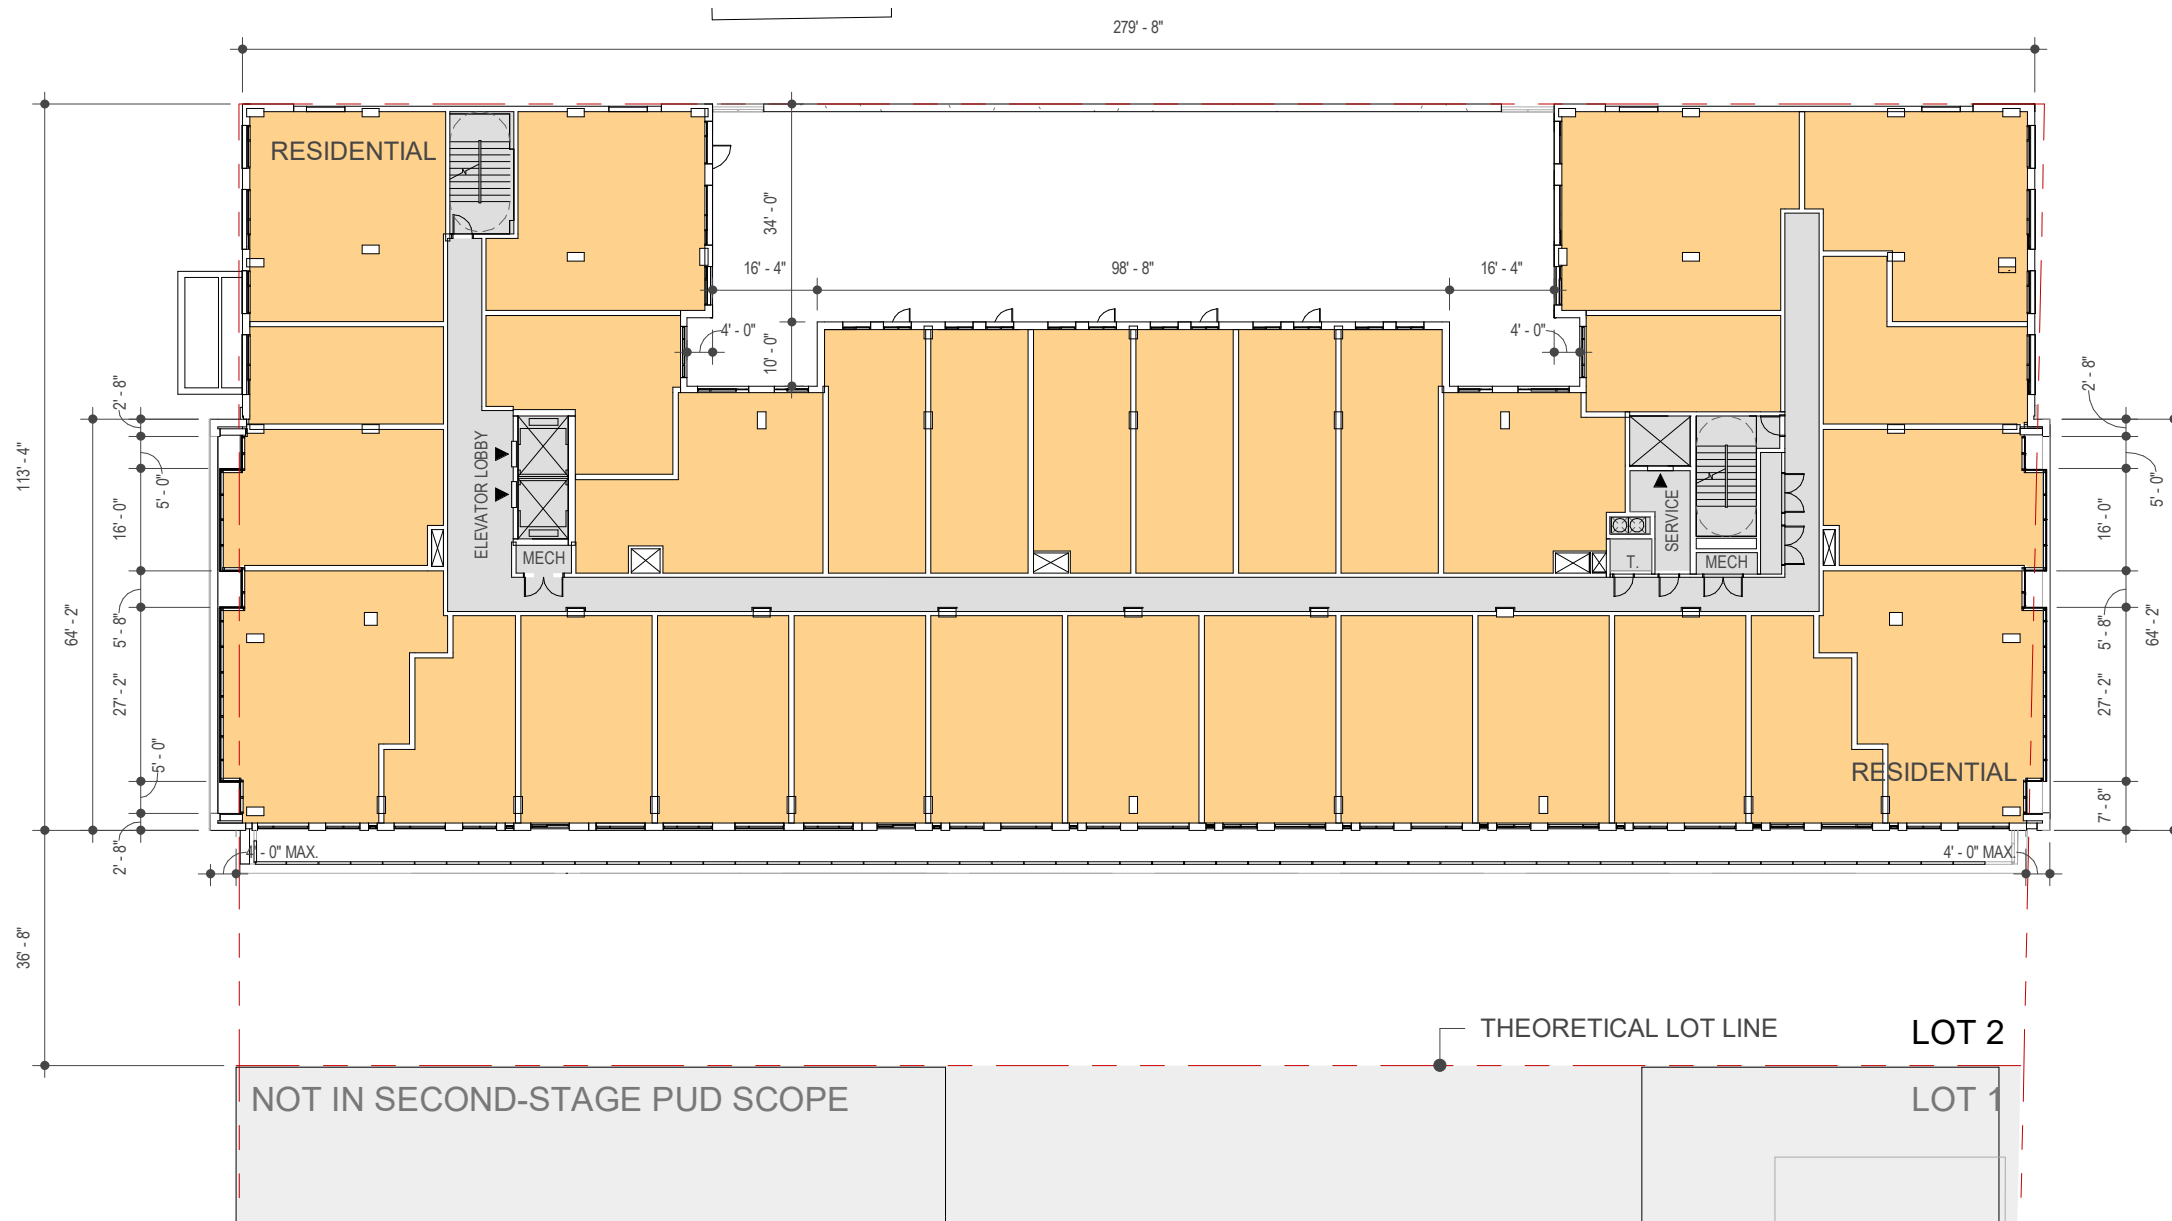 279' - 8"
RESIDENTIAL
34' - 0"
16' - 4"
98' - 8"
16' - 4"
4' - 0"
4' - 0"
10' - 0"
2' - 8"
2' - 8"
113' - 4"
ELEVATOR LOBBY
5' - 0"
5' - 0"
16' - 0"
16' - 0"
SERVICE
MECH
T.
MECH
64' - 2"
5' - 8"
5' - 8"
64' - 2"
27' - 2"
27' - 2"
5' - 0"
RESIDENTIAL
7' - 8"
2' - 8"
4' - 0" MAX.
4' - 0" MAX.
36' - 8"
THEORETICAL LOT LINE
LOT 2
NOT IN SECOND-STAGE PUD SCOPE
LOT 1